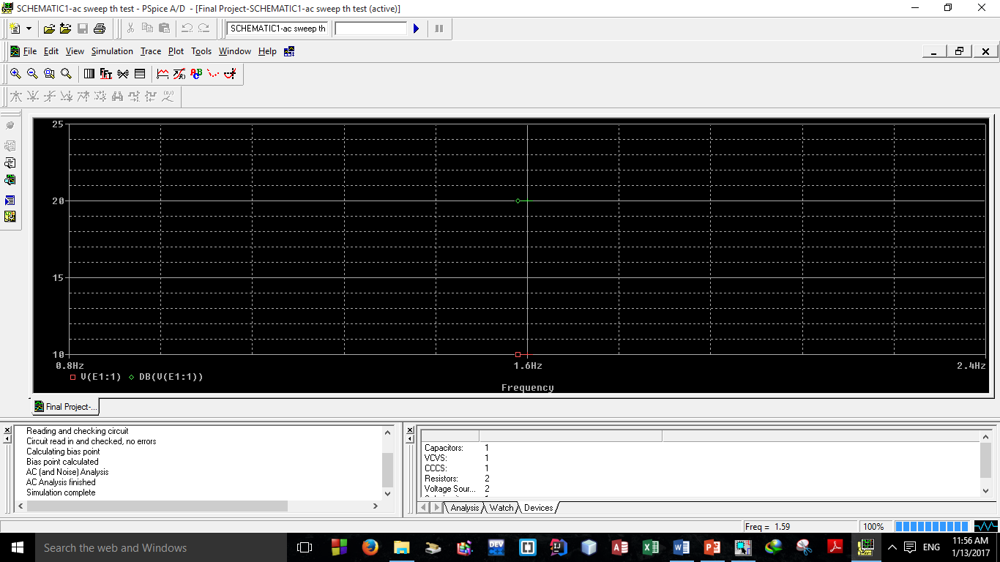 SCHEMATIC1-ac sweep th test - PSpice A/D - [Final Project-SCHEMATIC1-ac sweep th test (active)]
SCHEMATIC1-ac sweep th
File Edit View Simulation Trace Plot Tools Window Help
25
20
15
10
0.8Hz 1.6Hz 2.4Hz
V(E1:1) DB(V(E1:1))
Frequency
Final Project-...
Reading and checking circuit
Circuit read in and checked, no errors
Calculating bias point
Bias point calculated
AC (and Noise) Analysis
AC Analysis finished
Simulation complete
Capacitors: 1
VCVS: 1
CCCS: 1
Resistors: 2
Voltage Sour... 2
Analysis Watch Devices
Freq = 1.59 100%
Search the web and Windows
ENG
11:56 AM
1/13/2017